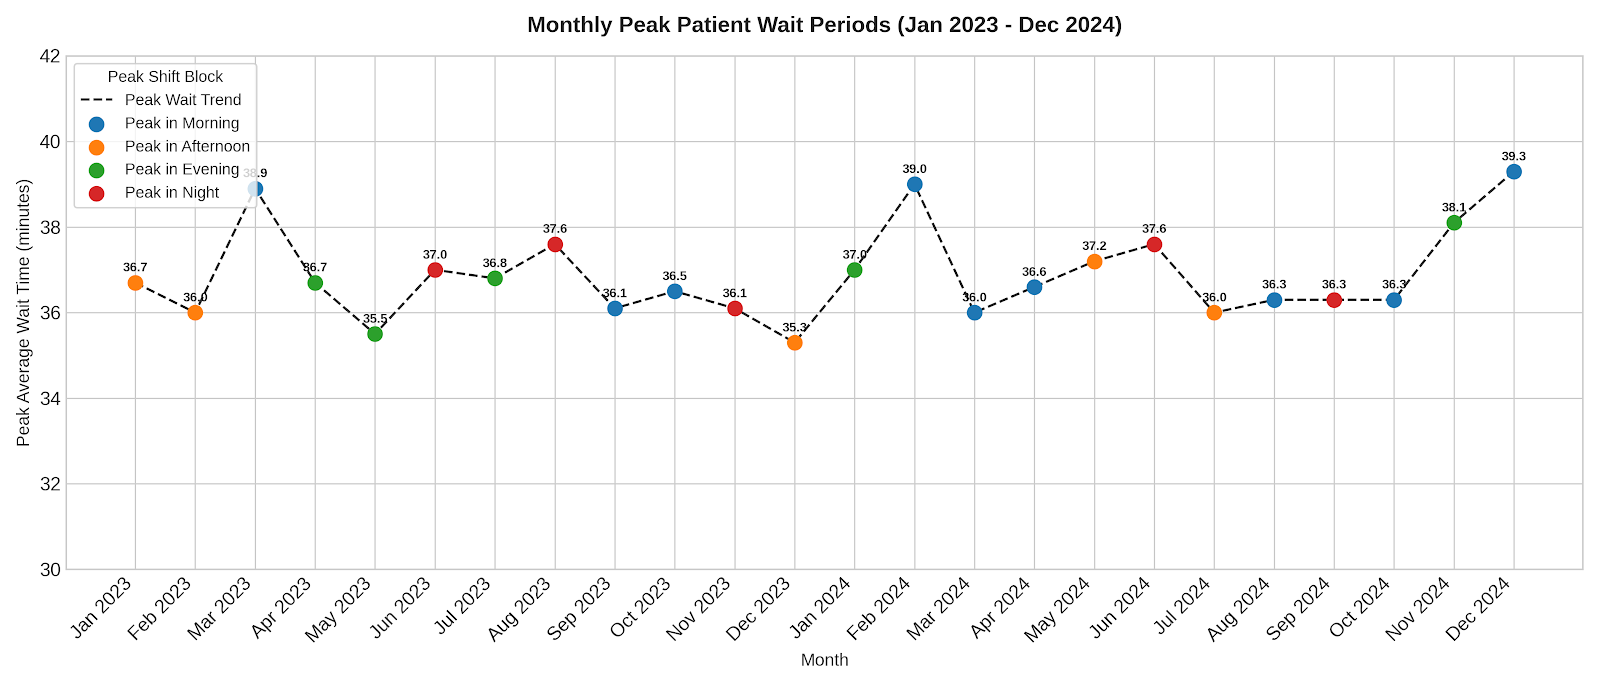 Monthly Peak Patient Wait Periods (Jan 2023 - Dec 2024)
Peak Average Wait Time (minutes)
42
40
38
36
34
32
30
Peak Shift Block
Peak Wait Trend
Peak in Morning
Peak in Afternoon
Peak in Evening
Peak in Night
36.7
36.0
38.9
36.7
35.5
37.0
36.8
37.6
36.1
36.5
36.1
35.3
37.0
39.0
36.0
36.6
37.2
37.6
36.0
36.3
36.3
36.3
38.1
39.3
Jan 2023
Feb 2023
Mar 2023
Apr 2023
May 2023
Jun 2023
Jul 2023
Aug 2023
Sep 2023
Oct 2023
Nov 2023
Dec 2023
Jan 2024
Feb 2024
Mar 2024
Apr 2024
May 2024
Jun 2024
Jul 2024
Aug 2024
Sep 2024
Oct 2024
Nov 2024
Dec 2024
Month